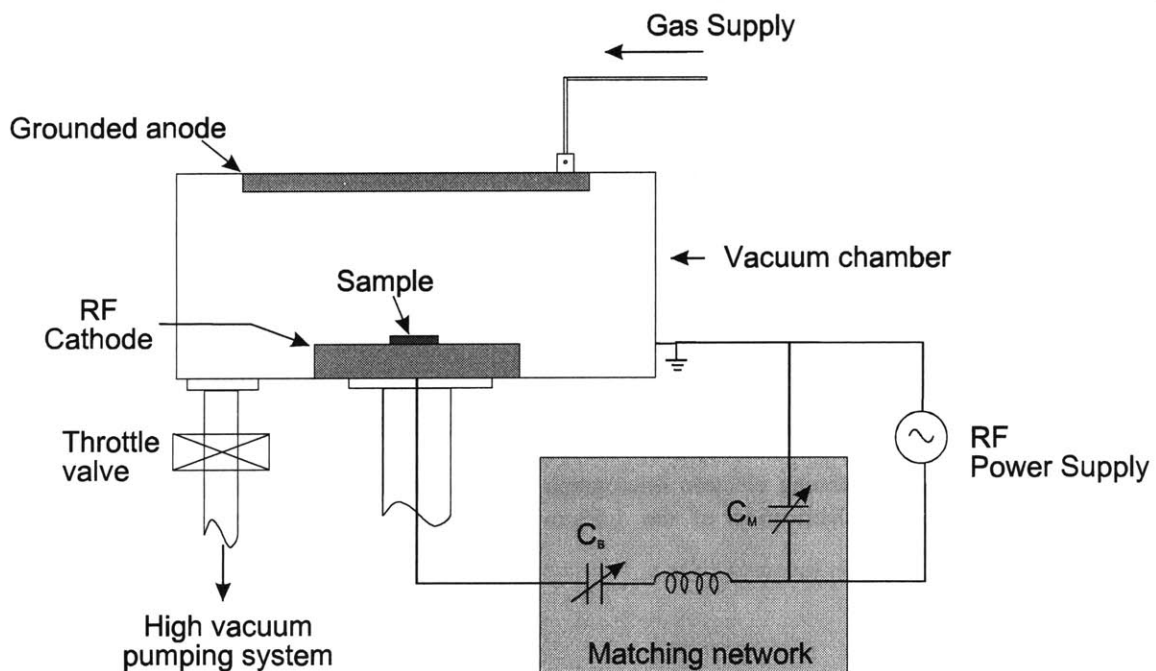 Gas Supply
Grounded anode
Vacuum chamber
Sample
RF
Cathode
Throttle
valve
RF
Power Supply
C_M
C_B
High vacuum
pumping system
Matching network